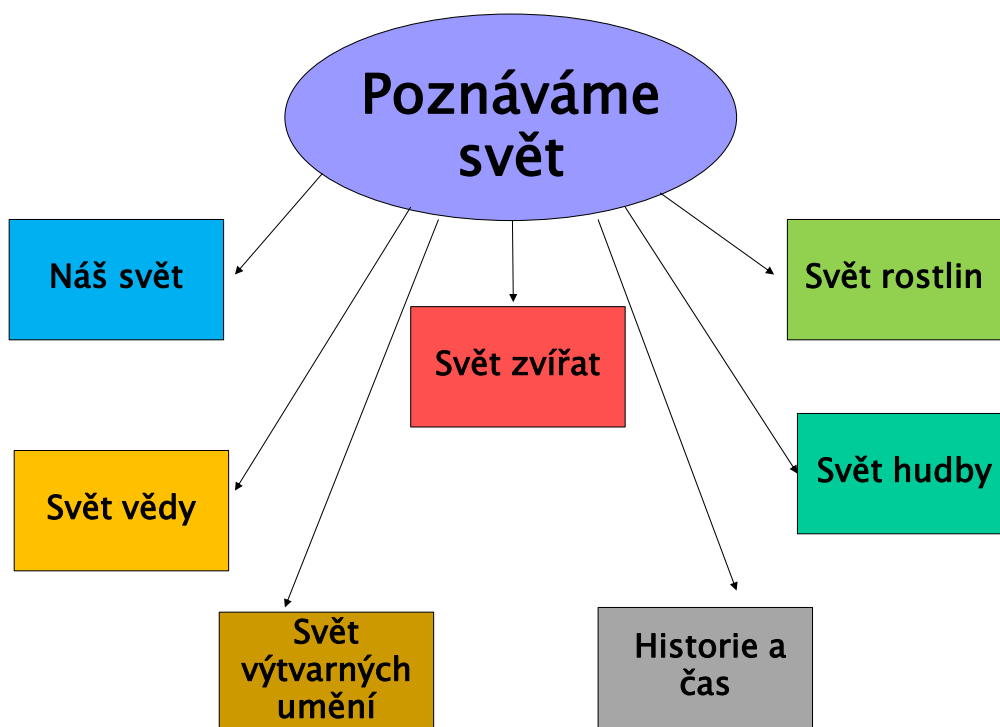 Poznáváme
svět
Náš svět
Svět rostlin
Svět zvířat
Svět hudby
Svět vědy
Svět
výtvarných
umění
Historie a
čas